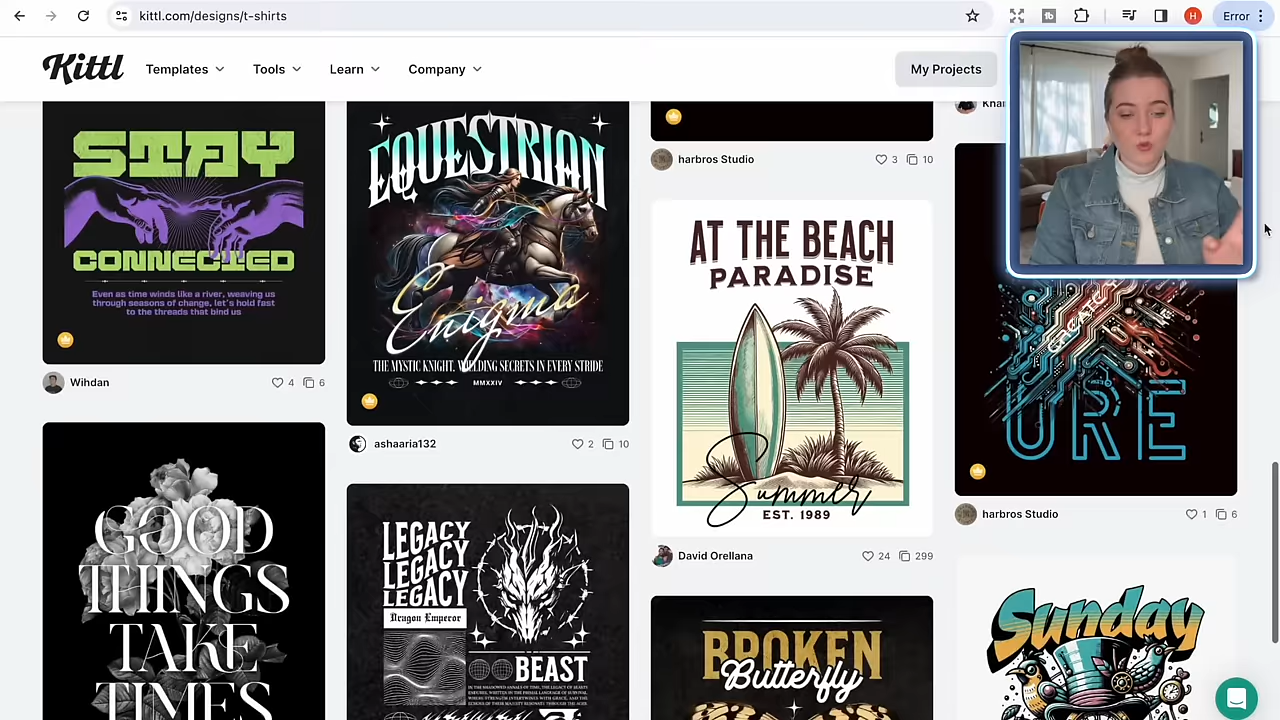 kittl.com/designs/t-shirts
Error
Kittl
Templates
Tools
Learn
Company
My Projects
STAY
CONNECTED
Even as time winds like a river, weaving us
through seasons of change, let's hold fast
to the threads that bind us
Wihdan
4
6
GOOD
THINGS
TAKE
TIMES
EQUESTRIAN
Enigma
THE MYSTIC KNIGHT, WIELDING SECRETS IN EVERY STRIDE
MMXXIV
ashaaria132
2
10
LEGACY
LEGACY
LEGACY
LEGACY
Dragon Emperor
BEAST
harbros Studio
3
10
AT THE BEACH
PARADISE
Summer
EST. 1989
David Orellana
24
299
BROKEN
Butterfly
URE
harbros Studio
1
6
Sunday
H